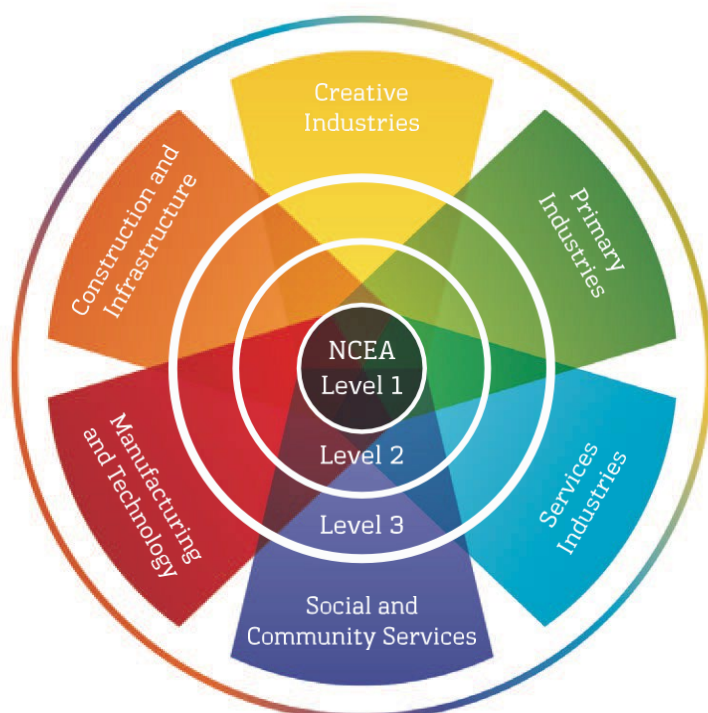 Creative
Industries
Primary
Industries
Services
Industries
Social and
Community Services
Manufacturing
and Technology
Construction and
Infrastructure
NCEA
Level 1
Level 2
Level 3